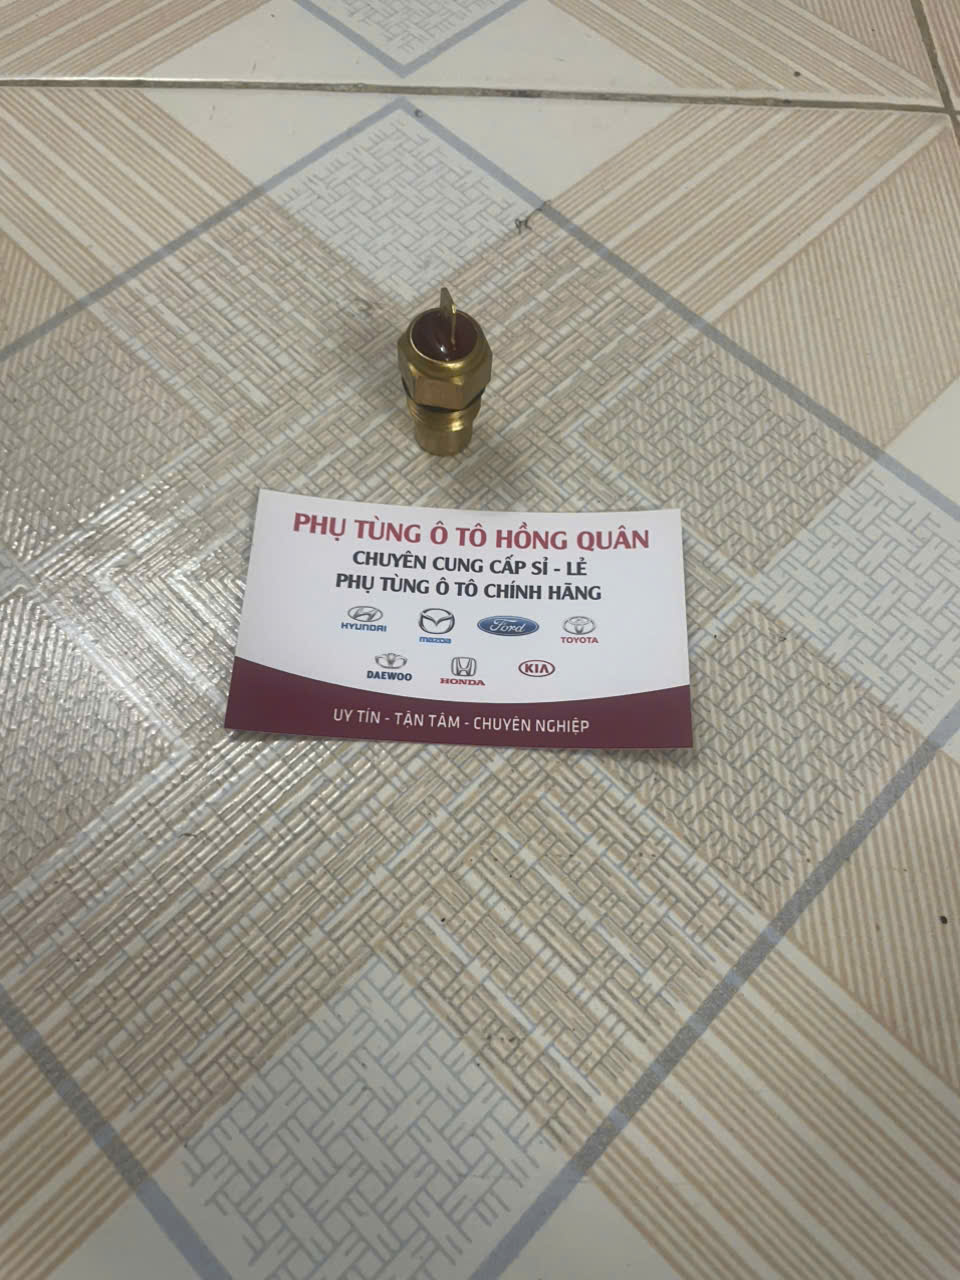 PHỤ TÙNG Ô TÔ HỒNG QUÂN
CHUYÊN CUNG CẤP SỈ - LẺ
PHỤ TÙNG Ô TÔ CHÍNH HÃNG
HYUNDAI mazda Ford TOYOTA
DAEWOO HONDA KIA
UY TÍN - TẬN TÂM - CHUYÊN NGHIỆP